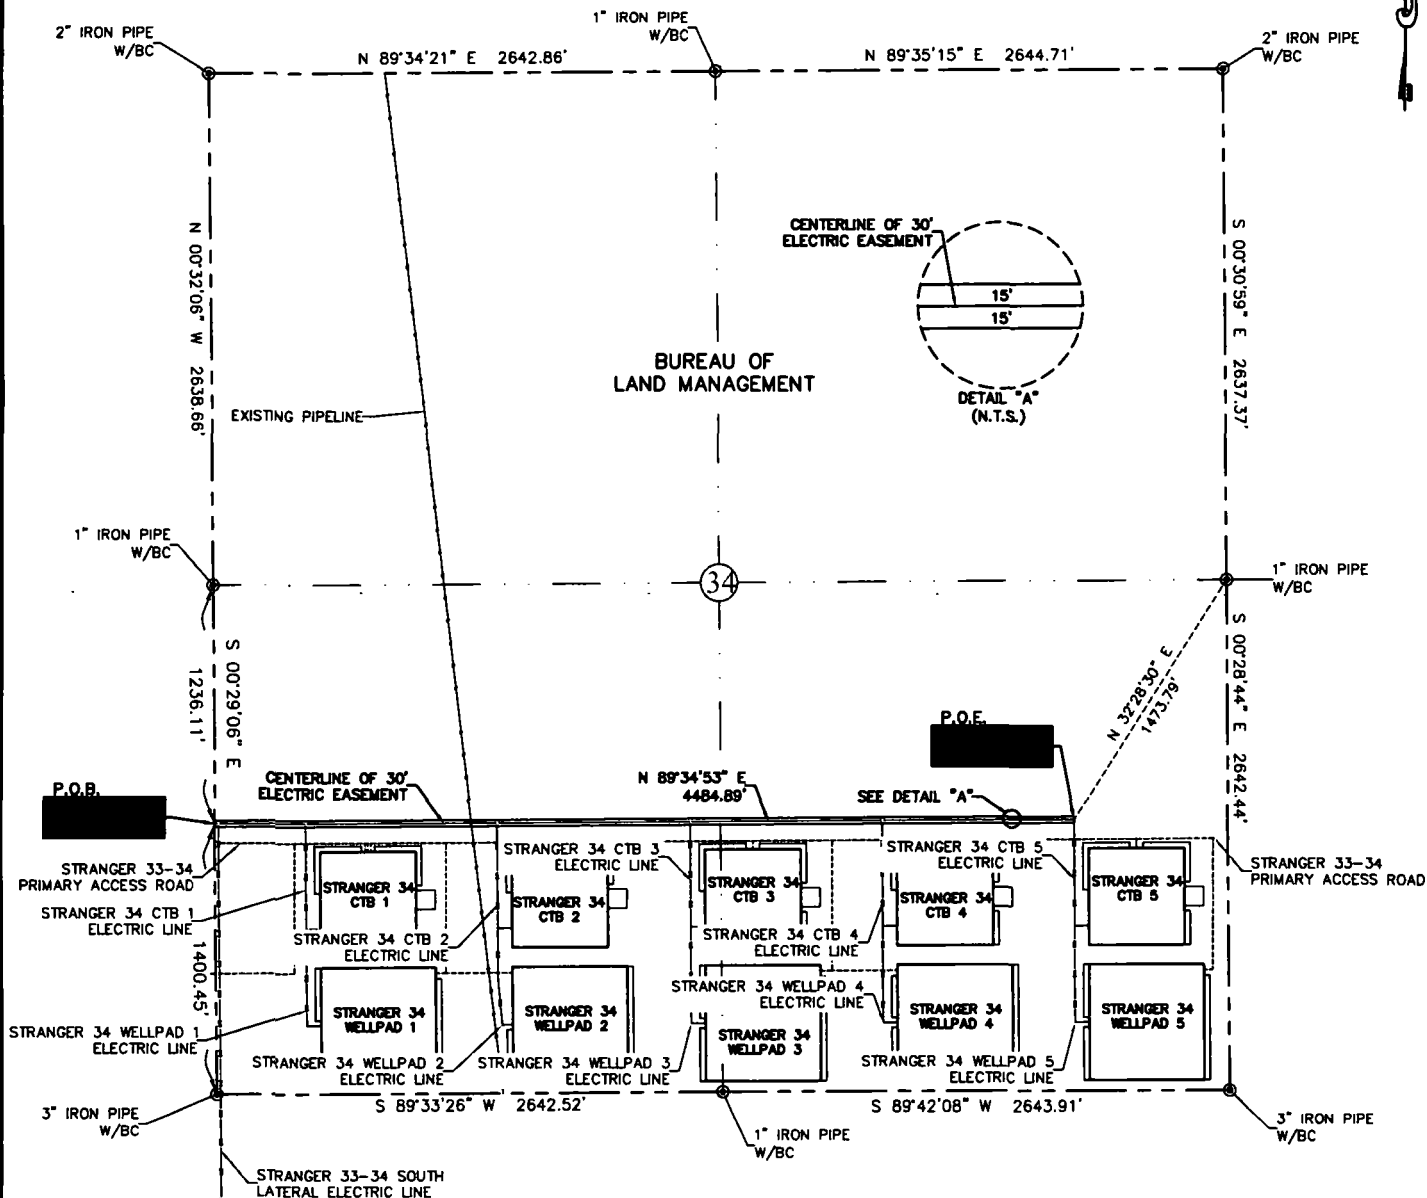 2" IRON PIPE
W/BC
1" IRON PIPE
W/BC
2" IRON PIPE
W/BC
N 89°34'21" E 2642.86'
N 89°35'15" E 2644.71'
N 00°32'06" W 2638.66'
S 00°30'59" E 2637.37'
CENTERLINE OF 30'
ELECTRIC EASEMENT
15'
15'
DETAIL "A"
(N.T.S.)
BUREAU OF
LAND MANAGEMENT
EXISTING PIPELINE
1" IRON PIPE
W/BC
34
1" IRON PIPE
W/BC
S 00°29'06" E
1236.11'
N 32°28'30" E
1473.79'
S 00°28'44" E 2642.44'
P.O.E.
P.O.B.
CENTERLINE OF 30'
ELECTRIC EASEMENT
N 89°34'53" E
4484.89'
SEE DETAIL "A"
STRANGER 33-34
PRIMARY ACCESS ROAD
STRANGER 34 CTB 1
ELECTRIC LINE
STRANGER 34
CTB 1
STRANGER 34 CTB 2
ELECTRIC LINE
STRANGER 34
CTB 2
STRANGER 34 CTB 3
ELECTRIC LINE
STRANGER 34
CTB 3
STRANGER 34 CTB 4
ELECTRIC LINE
STRANGER 34
CTB 4
STRANGER 34 CTB 5
ELECTRIC LINE
STRANGER 34
CTB 5
STRANGER 33-34
PRIMARY ACCESS ROAD
1400.45'
STRANGER 34 WELLPAD 1
ELECTRIC LINE
STRANGER 34
WELLPAD 1
STRANGER 34 WELLPAD 2
ELECTRIC LINE
STRANGER 34
WELLPAD 2
STRANGER 34 WELLPAD 3
ELECTRIC LINE
STRANGER 34
WELLPAD 3
STRANGER 34 WELLPAD 4
ELECTRIC LINE
STRANGER 34
WELLPAD 4
STRANGER 34 WELLPAD 5
ELECTRIC LINE
STRANGER 34
WELLPAD 5
S 89°33'26" W 2642.52'
S 89°42'08" W 2643.91'
3" IRON PIPE
W/BC
1" IRON PIPE
W/BC
3" IRON PIPE
W/BC
STRANGER 33-34 SOUTH
LATERAL ELECTRIC LINE